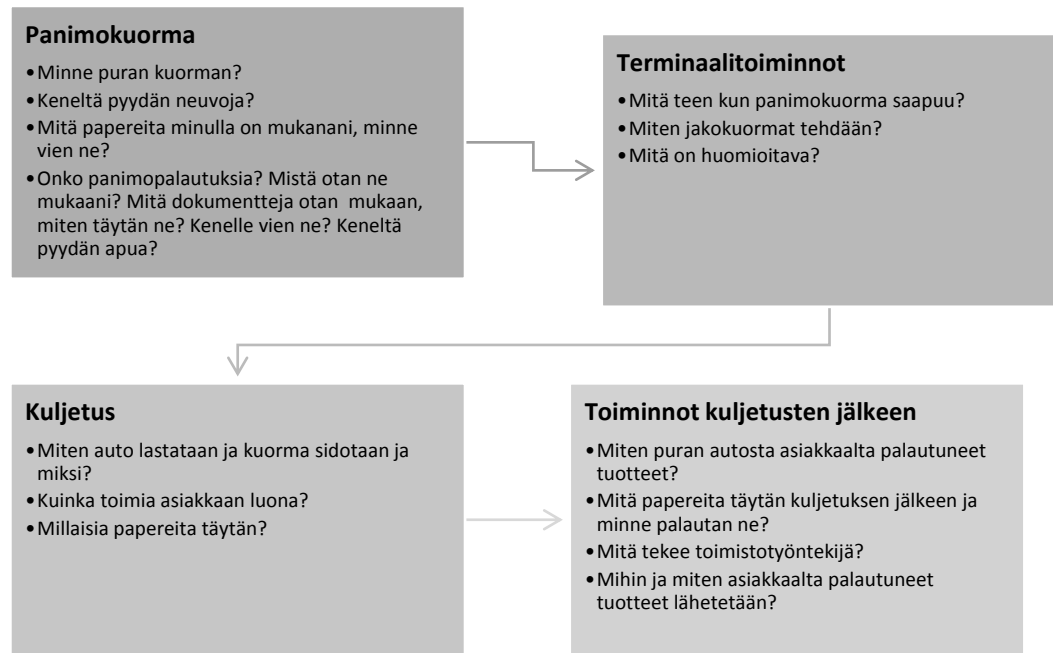 Panimokuorma
•Minne puran kuorman?
•Keneltä pyydän neuvoja?
•Mitä papereita minulla on mukanani, minne
vien ne?
•Onko panimopalautuksia? Mistä otan ne
mukaani? Mitä dokumentteja otan mukaan,
miten täytän ne? Kenelle vien ne? Keneltä
pyydän apua?
Terminaalitoiminnot
•Mitä teen kun panimokuorma saapuu?
•Miten jakokuormat tehdään?
•Mitä on huomioitava?
Kuljetus
•Miten auto lastataan ja kuorma sidotaan ja
miksi?
•Kuinka toimia asiakkaan luona?
•Millaisia papereita täytän?
Toiminnot kuljetusten jälkeen
•Miten puran autosta asiakkaalta palautuneet
tuotteet?
•Mitä papereita täytän kuljetuksen jälkeen ja
minne palautan ne?
•Mitä tekee toimistotyöntekijä?
•Mihin ja miten asiakkaalta palautuneet
tuotteet lähetetään?